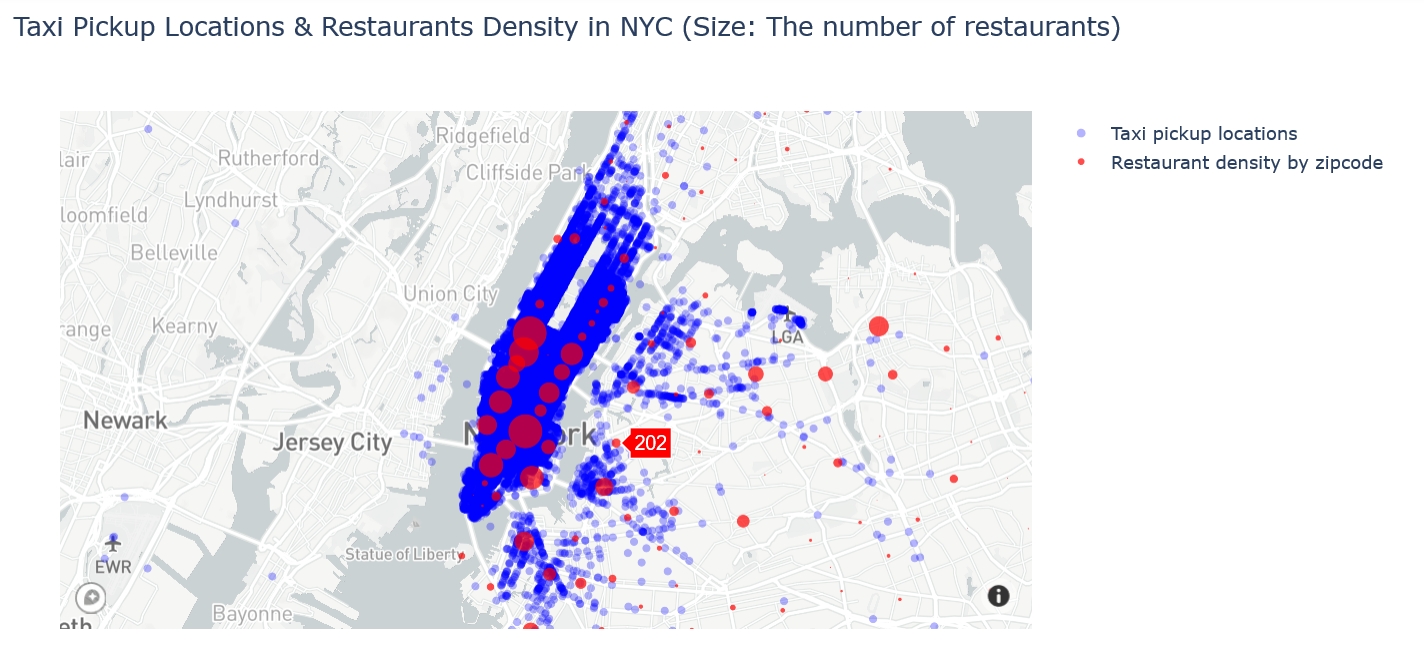 Taxi Pickup Locations & Restaurants Density in NYC (Size: The number of restaurants)
Taxi pickup locations
Restaurant density by zipcode
Ridgefield
lair
Rutherford
Cliffside Park
Lyndhurst
loomfield
Belleville
Union City
range
Kearny
LGA
Newark
Jersey City
N rk
202
Statue of Liberty
EWR
Bayonne
eth